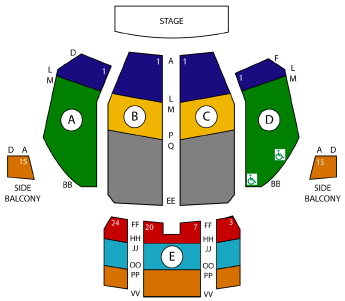 STAGE
D
F
1
A
1
1
1
L
M
L
M
L
M
A
B
C
D
P
Q
D A
15
SIDE
BALCONY
BB
EE
BB
A D
15
SIDE
BALCONY
24
FF
20
7
FF
3
HH
JJ
HH
JJ
E
OO
PP
OO
PP
VV
VV